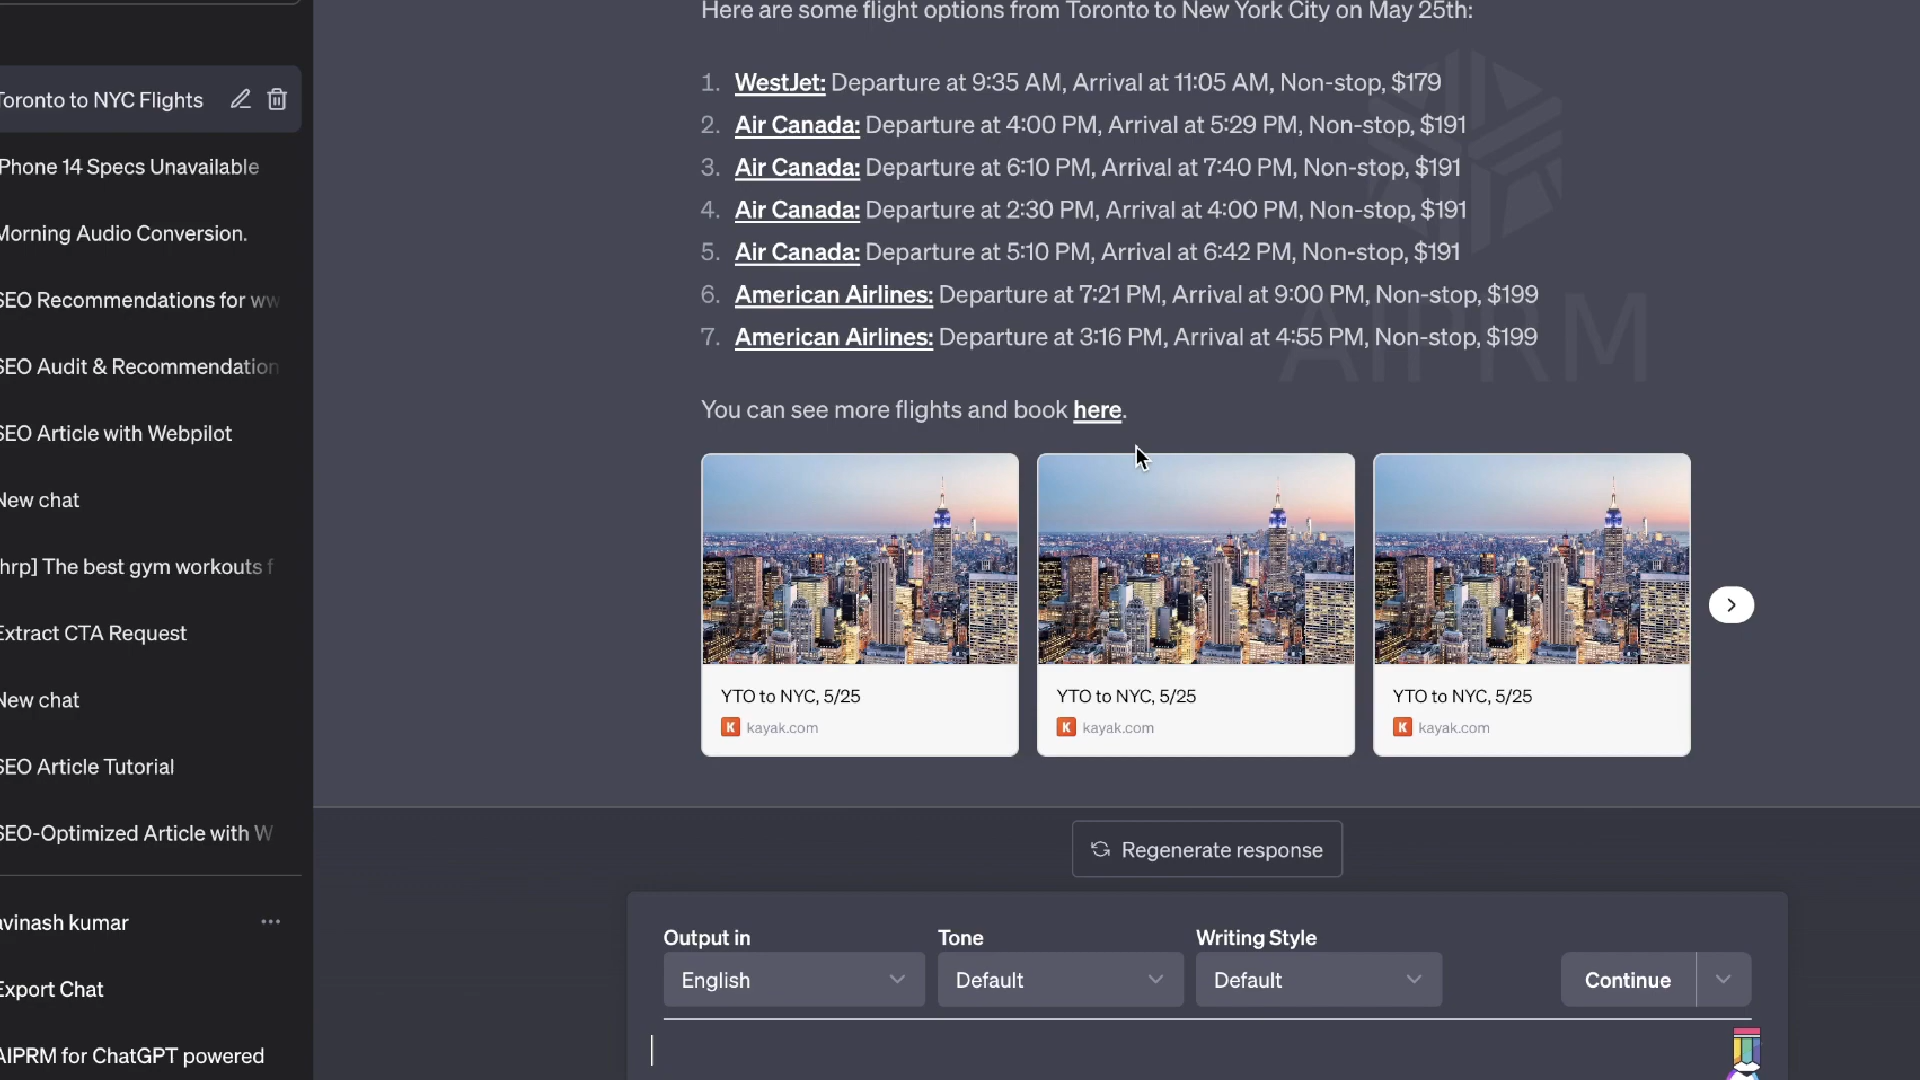 Here are some flight options from Toronto to New York City on May 25th:
1. WestJet: Departure at 9:35 AM, Arrival at 11:05 AM, Non-stop, $179
2. Air Canada: Departure at 4:00 PM, Arrival at 5:29 PM, Non-stop, $191
3. Air Canada: Departure at 6:10 PM, Arrival at 7:40 PM, Non-stop, $191
4. Air Canada: Departure at 2:30 PM, Arrival at 4:00 PM, Non-stop, $191
5. Air Canada: Departure at 5:10 PM, Arrival at 6:42 PM, Non-stop, $191
6. American Airlines: Departure at 7:21 PM, Arrival at 9:00 PM, Non-stop, $199
7. American Airlines: Departure at 3:16 PM, Arrival at 4:55 PM, Non-stop, $199
AIPRM
You can see more flights and book here.
YTO to NYC, 5/25
K kayak.com
YTO to NYC, 5/25
K kayak.com
YTO to NYC, 5/25
K kayak.com
Regenerate response
Output in
English
Tone
Default
Writing Style
Default
Continue
Toronto to NYC Flights
Phone 14 Specs Unavailable
Morning Audio Conversion.
SEO Recommendations for ww
SEO Audit & Recommendation
SEO Article with Webpilot
New chat
hrp] The best gym workouts f
Extract CTA Request
New chat
SEO Article Tutorial
SEO-Optimized Article with W
avinash kumar
Export Chat
AIPRM for ChatGPT powered